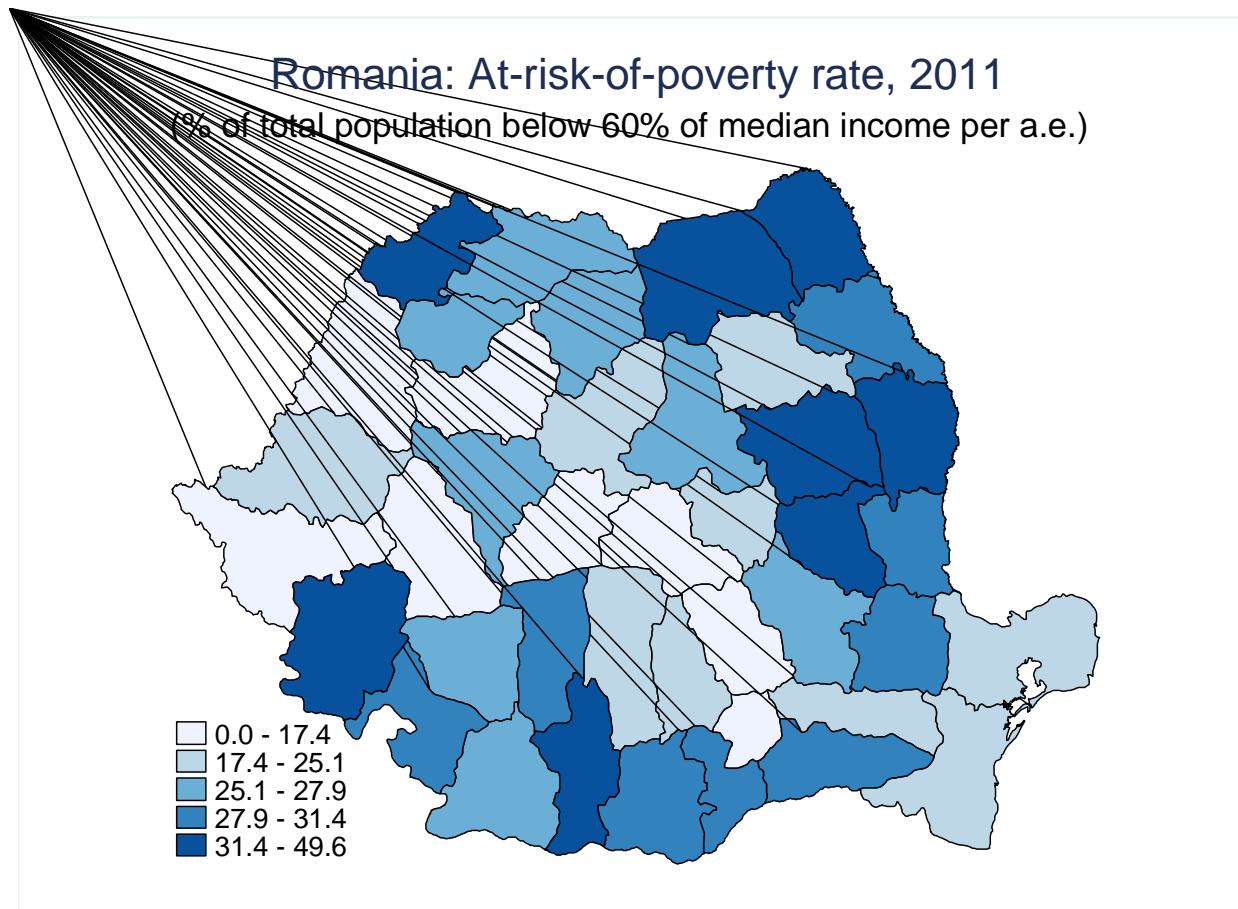 Romania: At-risk-of-poverty rate, 2011
(% of total population below 60% of median income per a.e.)
0.0 - 17.4
17.4 - 25.1
25.1 - 27.9
27.9 - 31.4
31.4 - 49.6